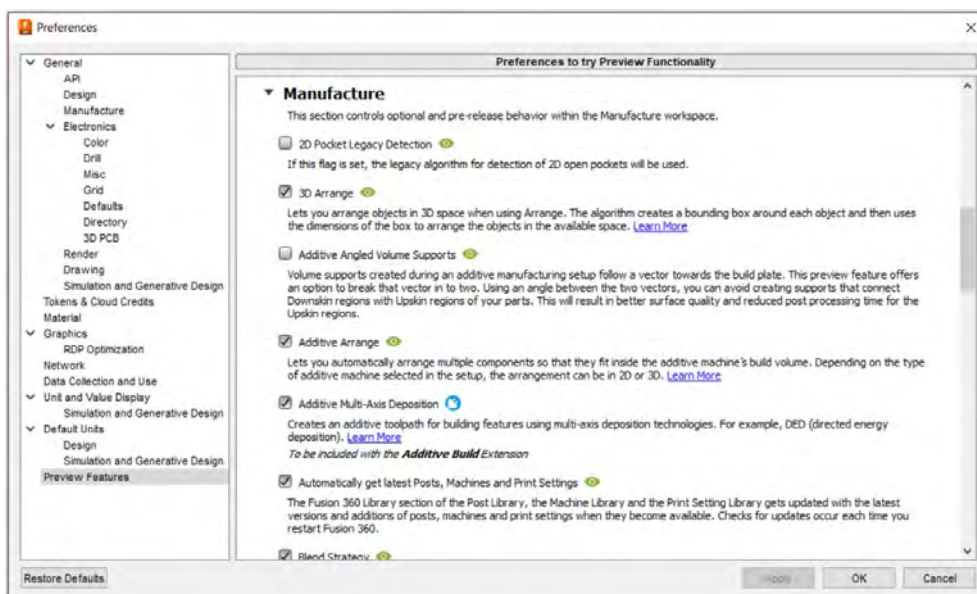 Preferences
General
API
Design
Manufacture
Electronics
Color
Drill
Misc
Grid
Defaults
Directory
3D PCB
Render
Drawing
Simulation and Generative Design
Tokens & Cloud Credits
Material
Graphics
RDP Optimization
Network
Data Collection and Use
Unit and Value Display
Simulation and Generative Design
Default Units
Design
Simulation and Generative Design
Preview Features
Preferences to try Preview Functionality
Manufacture
This section controls optional and pre-release behavior within the Manufacture workspace.
2D Pocket Legacy Detection
If this flag is set, the legacy algorithm for detection of 2D open pockets will be used.
3D Arrange
Lets you arrange objects in 3D space when using Arrange. The algorithm creates a bounding box around each object and then uses
the dimensions of the box to arrange the objects in the available space. Learn More
Additive Angled Volume Supports
Volume supports created during an additive manufacturing setup follow a vector towards the build plate. This preview feature offers
an option to break that vector in to two. Using an angle between the two vectors, you can avoid creating supports that connect
Downskin regions with Upskin regions of your parts. This will result in better surface quality and reduced post processing time for the
Upskin regions.
Additive Arrange
Lets you automatically arrange multiple components so that they fit inside the additive machine's build volume. Depending on the type
of additive machine selected in the setup, the arrangement can be in 2D or 3D. Learn More
Additive Multi-Axis Deposition
Creates an additive toolpath for building features using multi-axis deposition technologies. For example, DED (directed energy
deposition). Learn More
To be included with the Additive Build Extension
Automatically get latest Posts, Machines and Print Settings
The Fusion 360 Library section of the Post Library, the Machine Library and the Print Setting Library gets updated with the latest
versions and additions of posts, machines and print settings when they become available. Checks for updates occur each time you
restart Fusion 360.
Blend Strategy
Restore Defaults
Apply
OK
Cancel